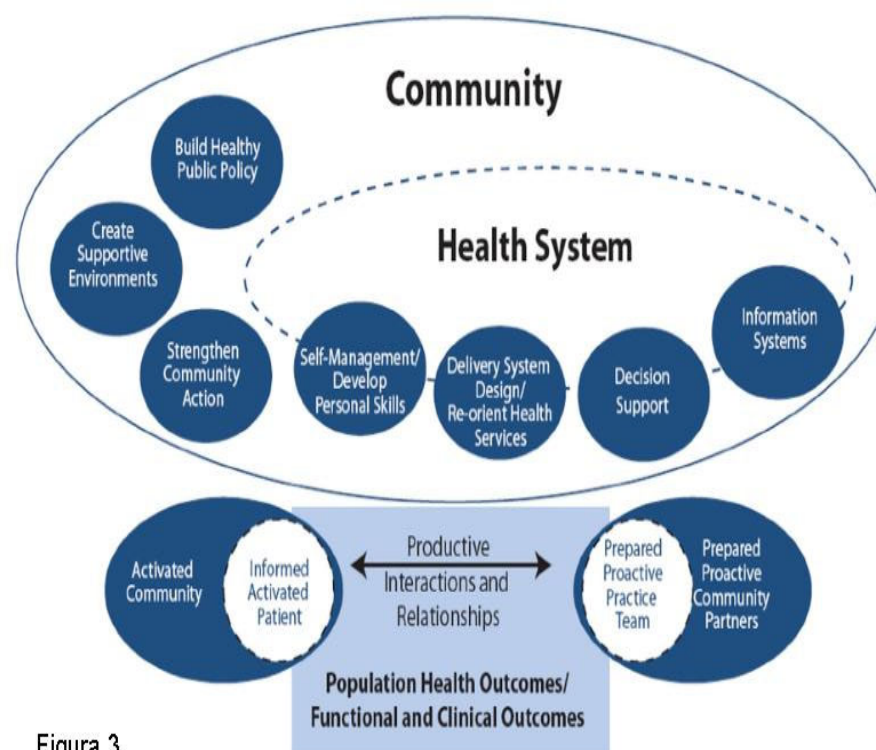 Community
Build Healthy
Public Policy
Create
Supportive
Environments
Health System
Strengthen
Community
Action
Self-Management/
Develop
Personal Skills
Delivery System
Design/
Re-orient Health
Services
Decision
Support
Information
Systems
Activated
Community
Informed
Activated
Patient
Productive
Interactions and
Relationships
Prepared
Proactive
Practice
Team
Prepared
Proactive
Community
Partners
Population Health Outcomes/
Functional and Clinical Outcomes
Figura 3